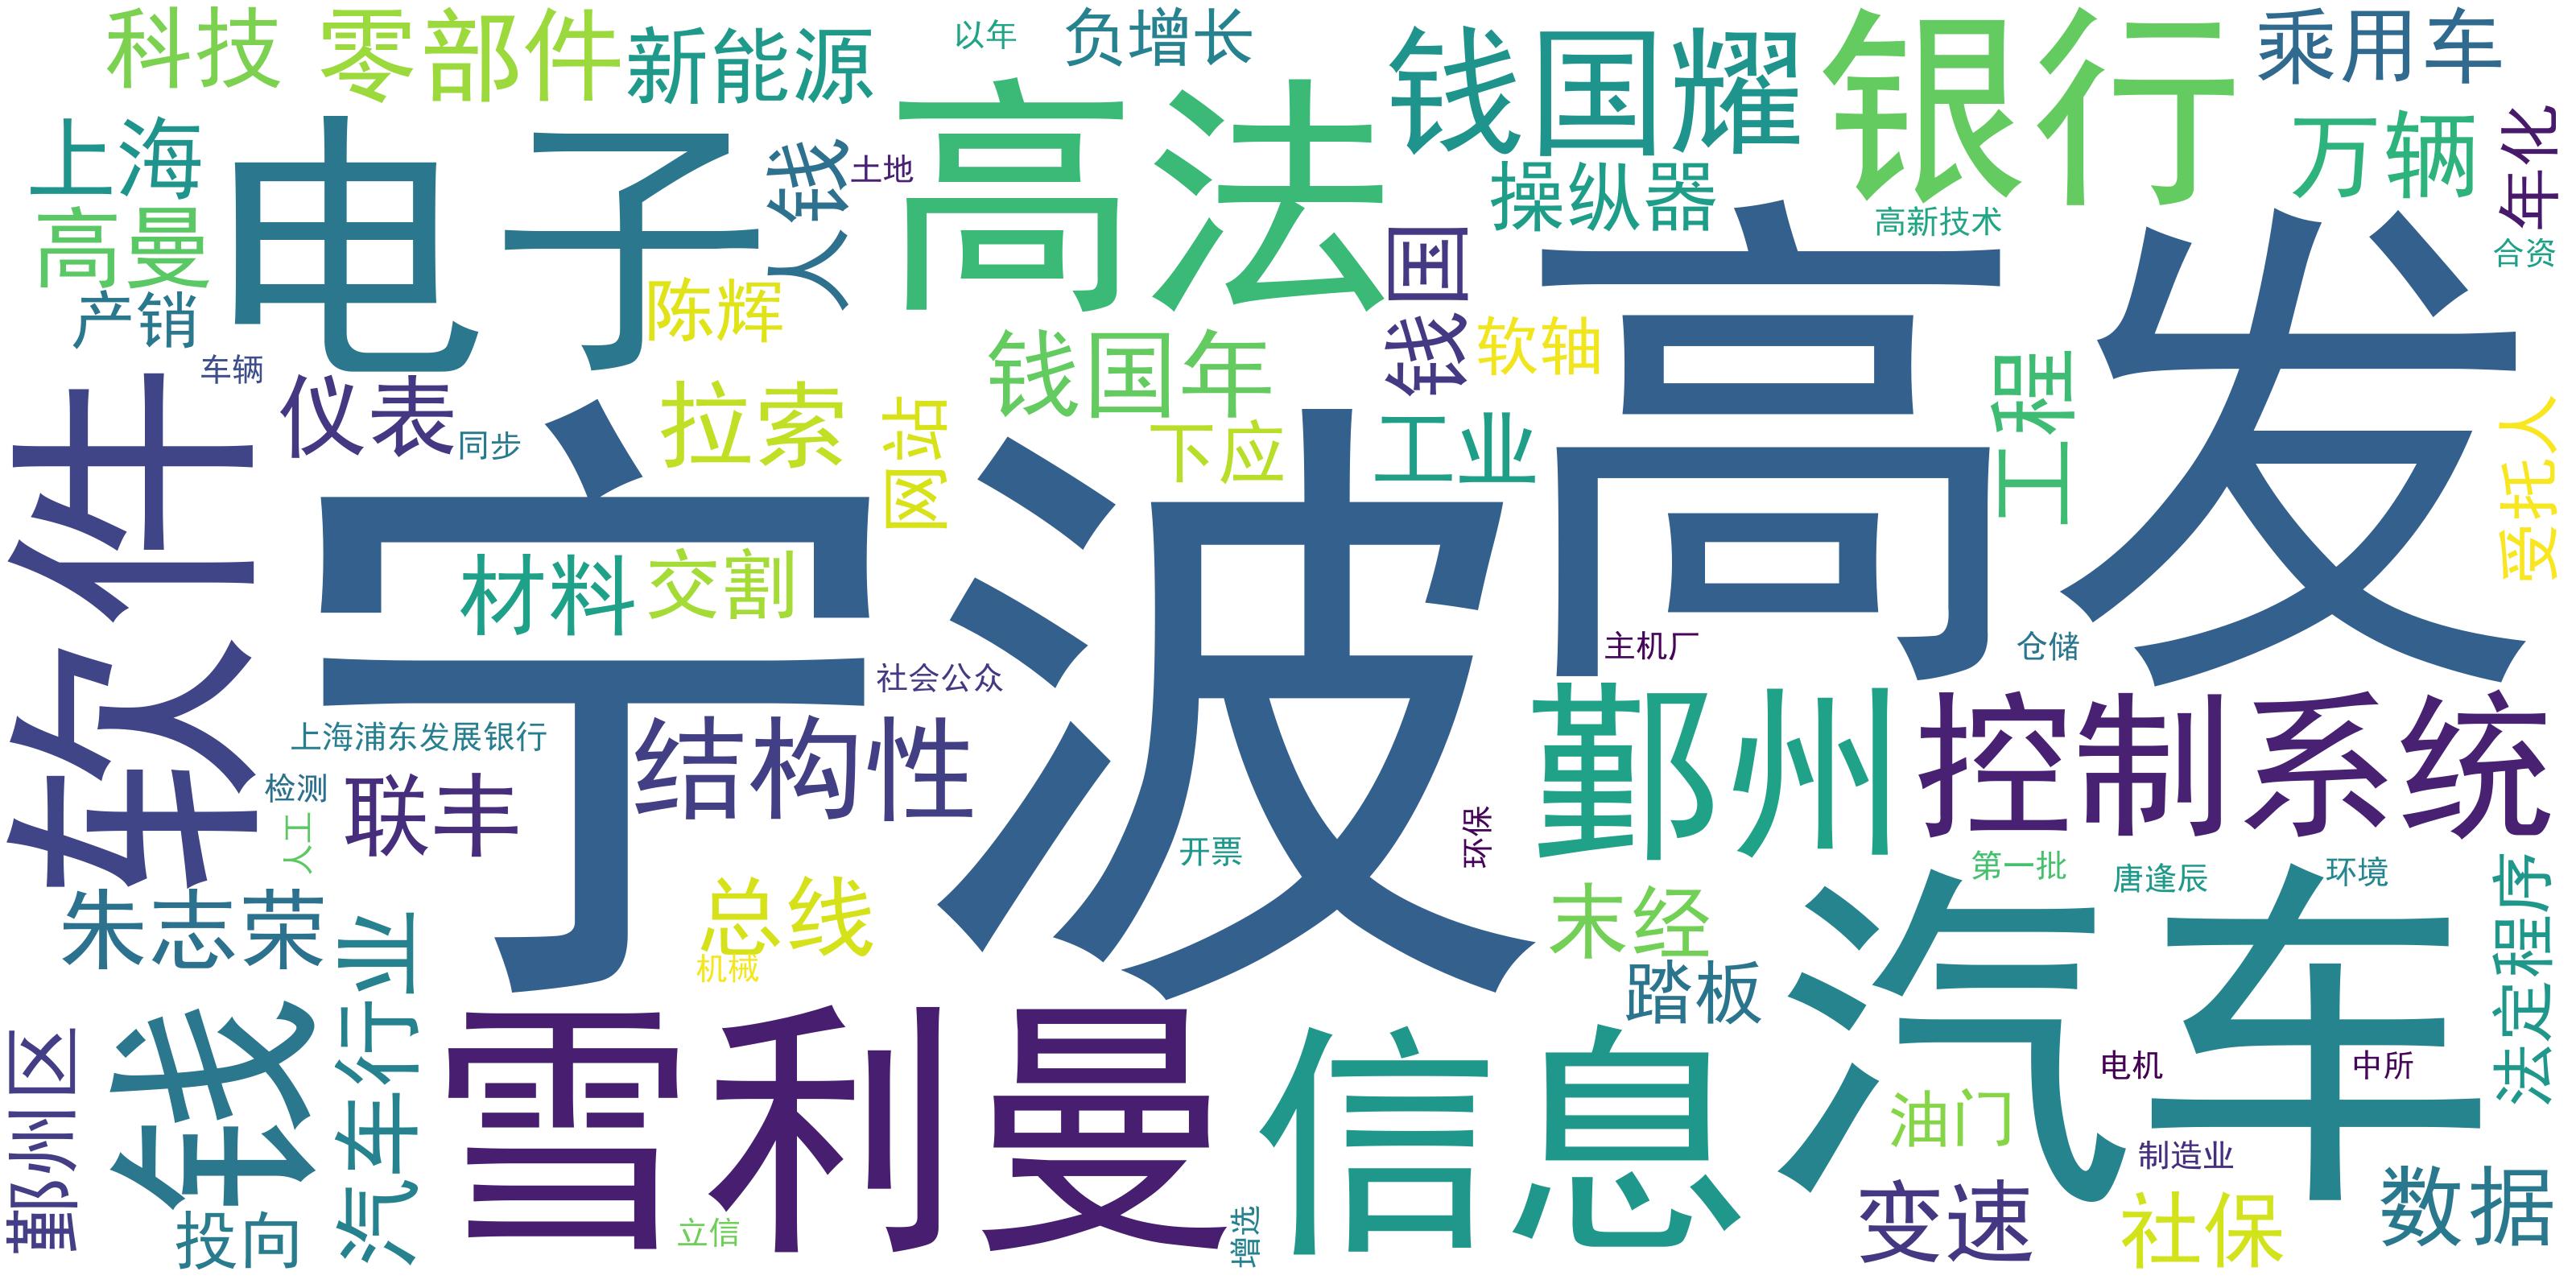 科技
零部件
新能源
以年
负增长
钱国耀
银行
乘用车
上海
电子
人钱
土地
高法
操纵器
高新技术
万辆
年化
高曼
产销
陈辉
钱国
高发
合资
车辆
仪表
同步
拉索
网站
钱国年
下应
软轴
工业
工程
受托人
软件
宁波
材料
交割
社会公众
主机厂
仓储
上海浦东发展银行
结构性
鄞州
控制系统
检测
联丰
人工
开票
环保
第一批
唐逢辰
环境
朱志荣
汽车行业
总线
机械
末经
踏板
汽车
法定程序
鄞州区
钱
雪利曼
信息
电机
中所
油门
制造业
投向
立信
增选
变速
社保
数据